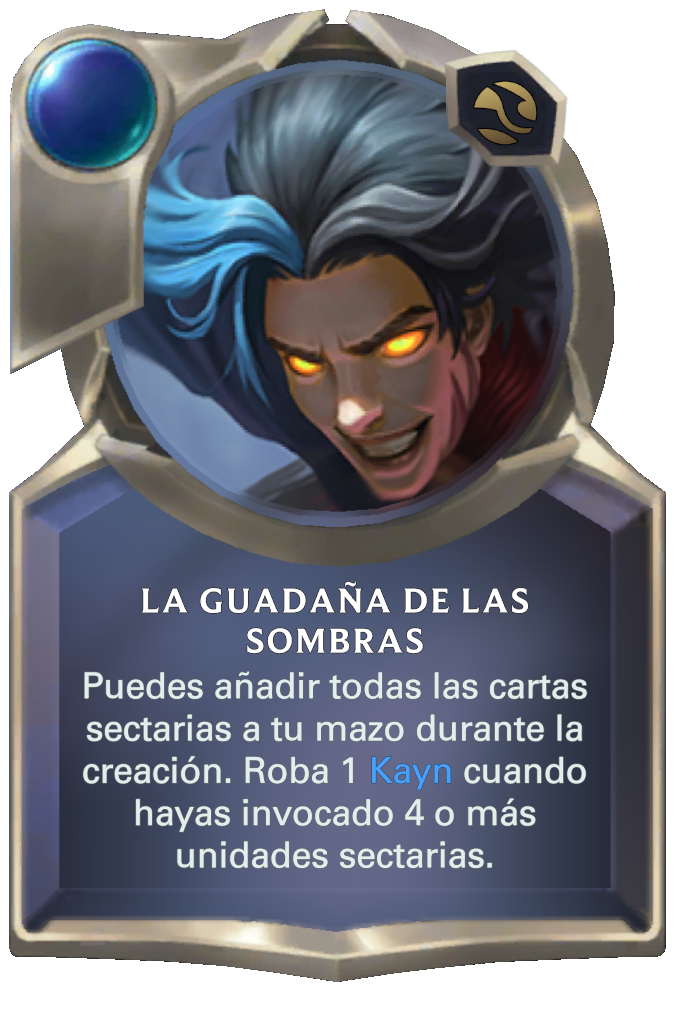 LA GUADAÑA DE LAS
SOMBRAS
Puedes añadir todas las cartas
sectarias a tu mazo durante la
creación. Roba 1 Kayn cuando
hayas invocado 4 o más
unidades sectarias.